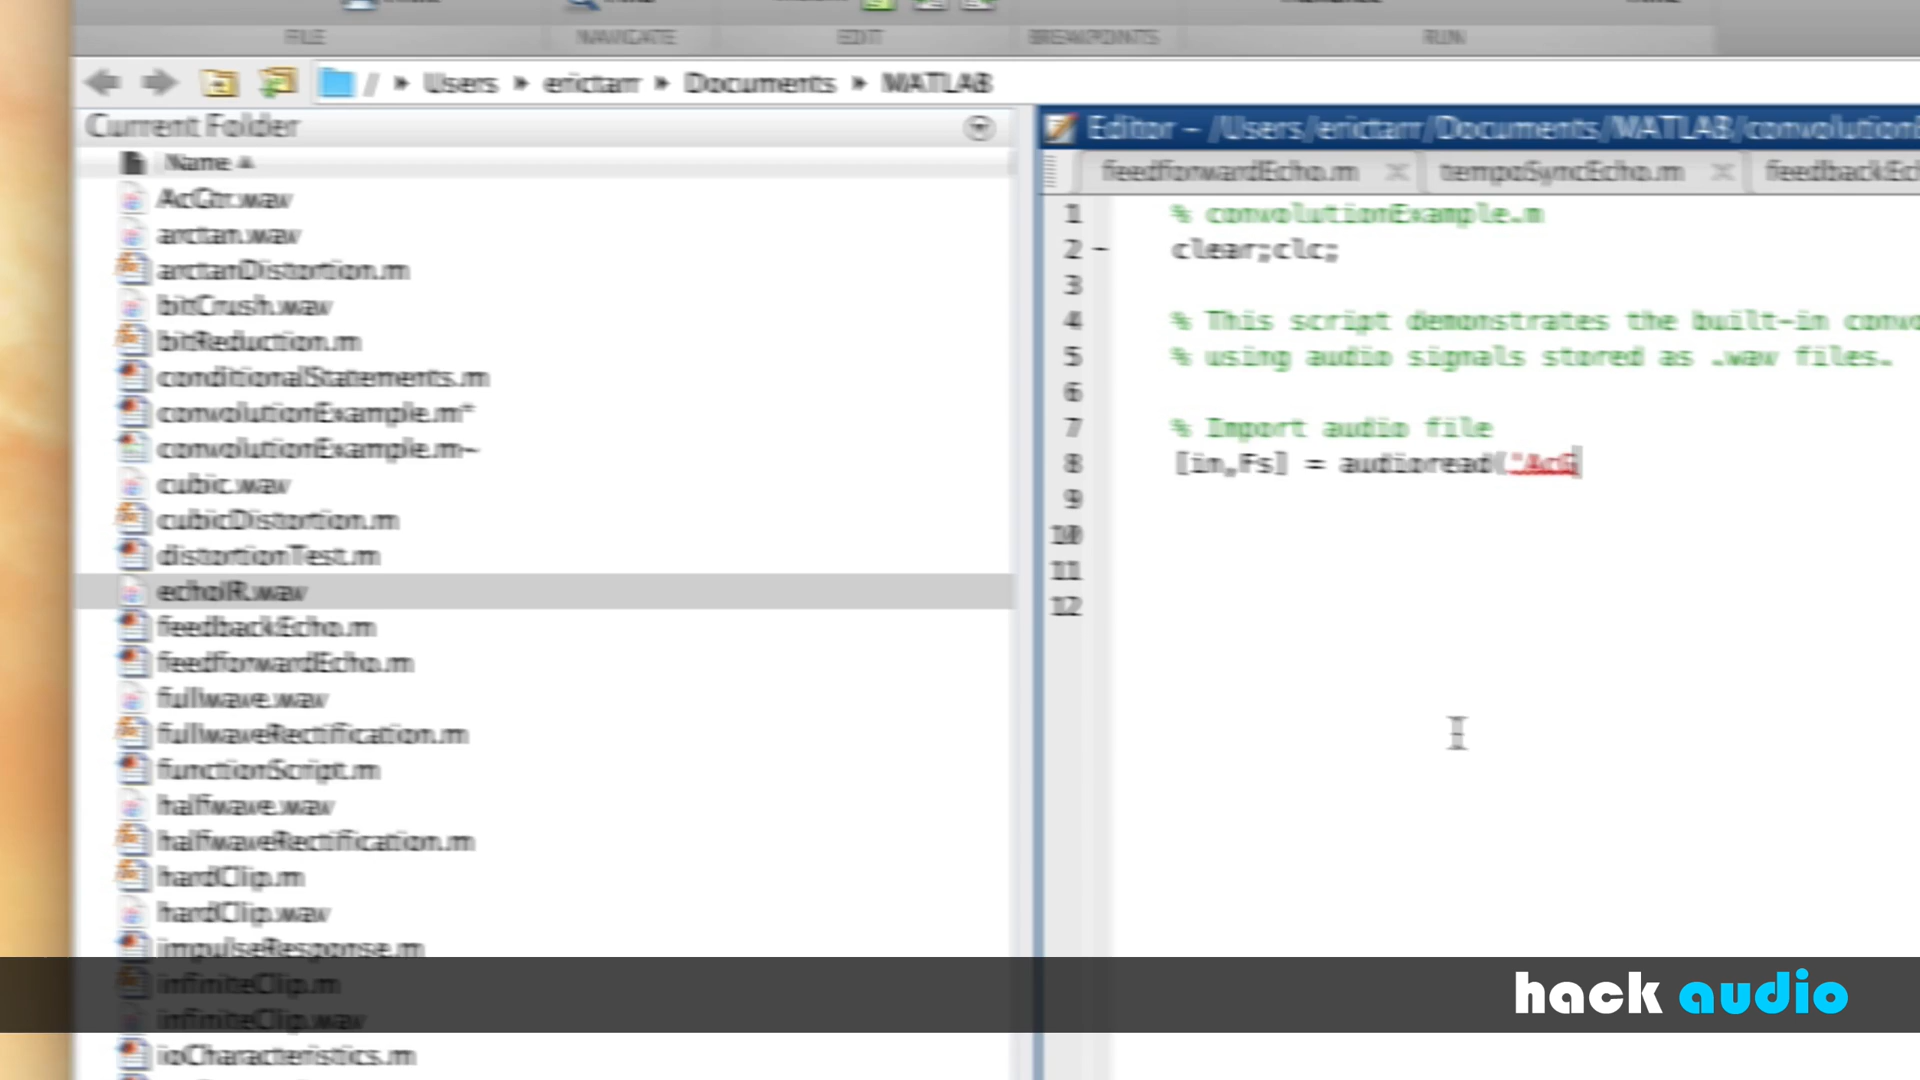 FILE
NAVIGATE
EDIT
BREAKPOINTS
RUN
/ ▸ Users ▸ erictarr ▸ Documents ▸ MATLAB
Current Folder
Name
AcGtr.wav
arctan.wav
arctanDistortion.m
bitCrush.wav
bitReduction.m
conditionalStatements.m
convolutionExample.m*
convolutionExample.m~
cubic.wav
cubicDistortion.m
distortionTest.m
echoIR.wav
feedbackEcho.m
feedforwardEcho.m
fullwave.wav
fullwaveRectification.m
functionScript.m
halfwave.wav
halfwaveRectification.m
hardClip.m
hardClip.wav
impulseResponse.m
infiniteClip.m
infiniteClip.wav
ioCharacteristics.m
Editor – /Users/erictarr/Documents/MATLAB/convolution
feedforwardEcho.m
tempoSyncEcho.m
feedbackEch
1 % convolutionExample.m
2 – clear;clc;
3
4 % This script demonstrates the built-in convo
5 % using audio signals stored as .wav files.
6
7 % Import audio file
8 [in,Fs] = audioread('AcG
9
10
11
12
hack audio